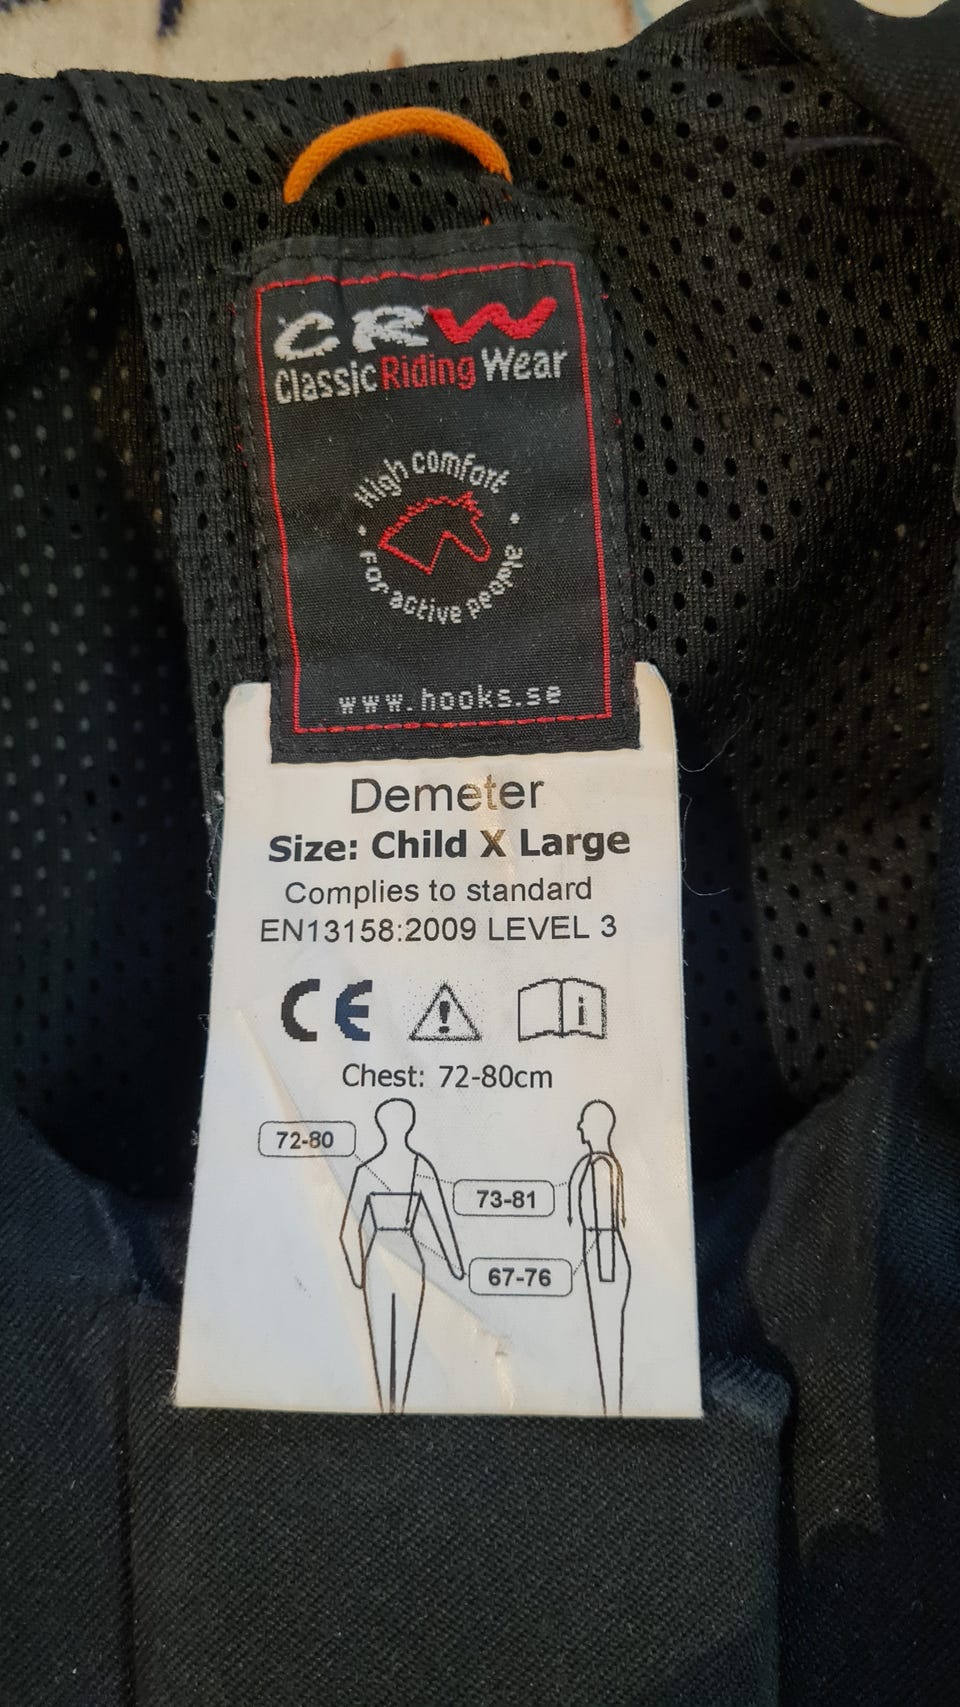 CRW
Classic Riding Wear
High comfort
• For active people •
www.hooks.se
Demeter
Size: Child X Large
Complies to standard
EN13158:2009 LEVEL 3
CE ! i
Chest: 72-80cm
72-80
73-81
67-76